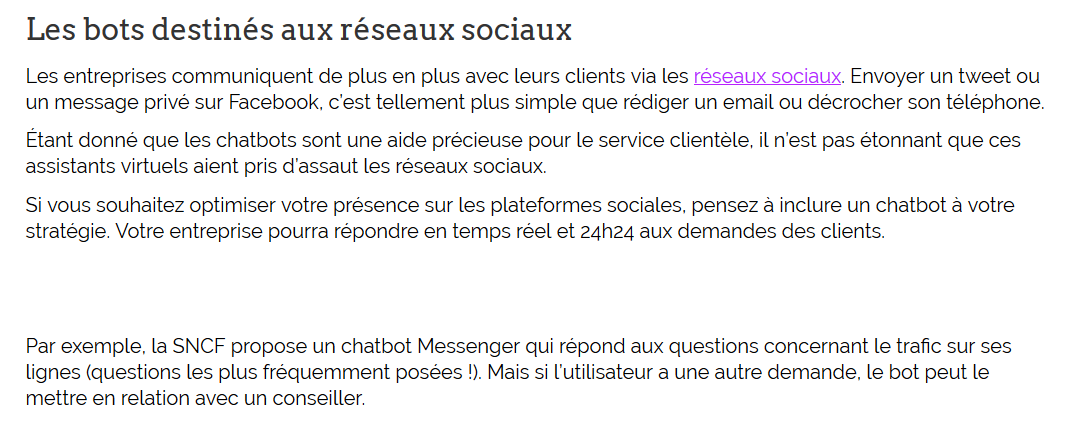 Les bots destinés aux réseaux sociaux
Les entreprises communiquent de plus en plus avec leurs clients via les réseaux sociaux. Envoyer un tweet ou
un message privé sur Facebook, c’est tellement plus simple que rédiger un email ou décrocher son téléphone.
Étant donné que les chatbots sont une aide précieuse pour le service clientèle, il n’est pas étonnant que ces
assistants virtuels aient pris d’assaut les réseaux sociaux.
Si vous souhaitez optimiser votre présence sur les plateformes sociales, pensez à inclure un chatbot à votre
stratégie. Votre entreprise pourra répondre en temps réel et 24h24 aux demandes des clients.
Par exemple, la SNCF propose un chatbot Messenger qui répond aux questions concernant le trafic sur ses
lignes (questions les plus fréquemment posées !). Mais si l’utilisateur a une autre demande, le bot peut le
mettre en relation avec un conseiller.